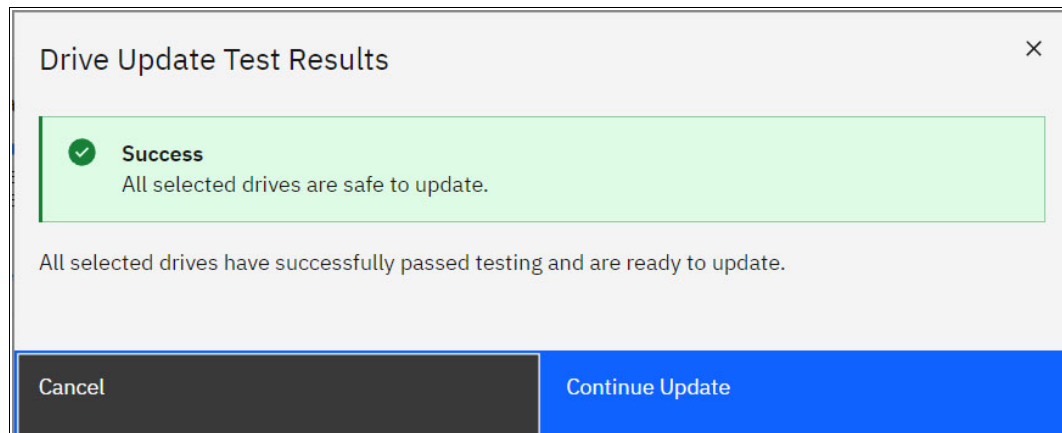 Drive Update Test Results
Success
All selected drives are safe to update.
All selected drives have successfully passed testing and are ready to update.
Cancel
Continue Update